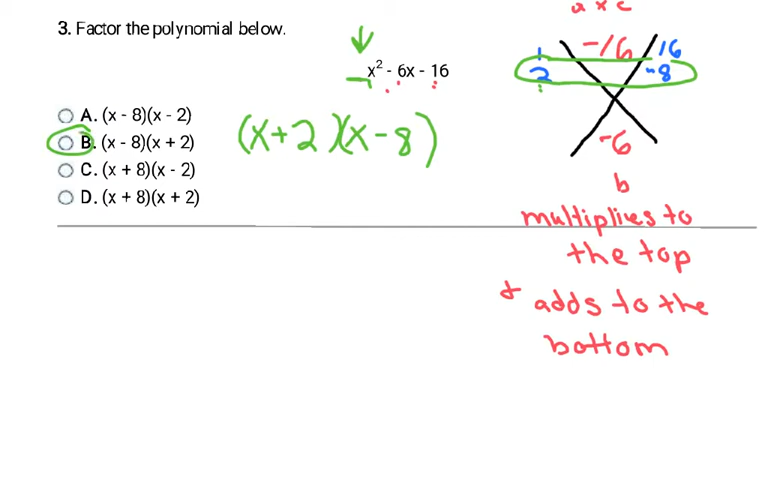 a x c
3. Factor the polynomial below.
-16
1 16
2 -8
x² - 6x - 16
A. (x - 8)(x - 2)
B. (x - 8)(x + 2)
(x + 2)(x - 8)
C. (x + 8)(x - 2)
D. (x + 8)(x + 2)
-6
b
multiplies to
the top
+ adds to the
bottom